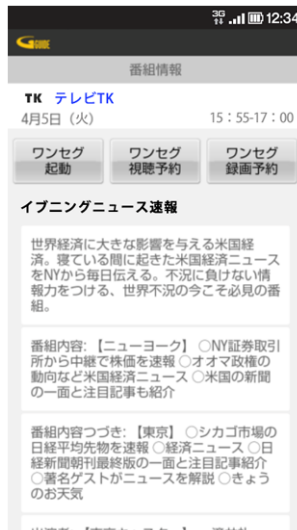 3G 12:34
G GUIDE
番組情報
TK テレビTK
4月5日（火） 15：55-17：00
ワンセグ起動 ワンセグ視聴予約 ワンセグ録画予約
イブニングニュース速報
世界経済に大きな影響を与える米国経
済。寝ている間に起きた米国経済ニュース
をNYから毎日伝える。不況に負けない情
報力をつける、世界不況の今こそ必見の番
組。
番組内容:【ニューヨーク】 ○NY証券取引
所から中継で株価を速報 ○オオマ政権の
動向など米国経済ニュース ○米国の新聞
の一面と注目記事も紹介
番組内容つづき:【東京】 ○シカゴ市場の
日経平均先物を速報 ○経済ニュース ○日
経新聞朝刊最終版の一面と注目記事紹介
○著名ゲストがニュースを解説 ○きょう
のお天気